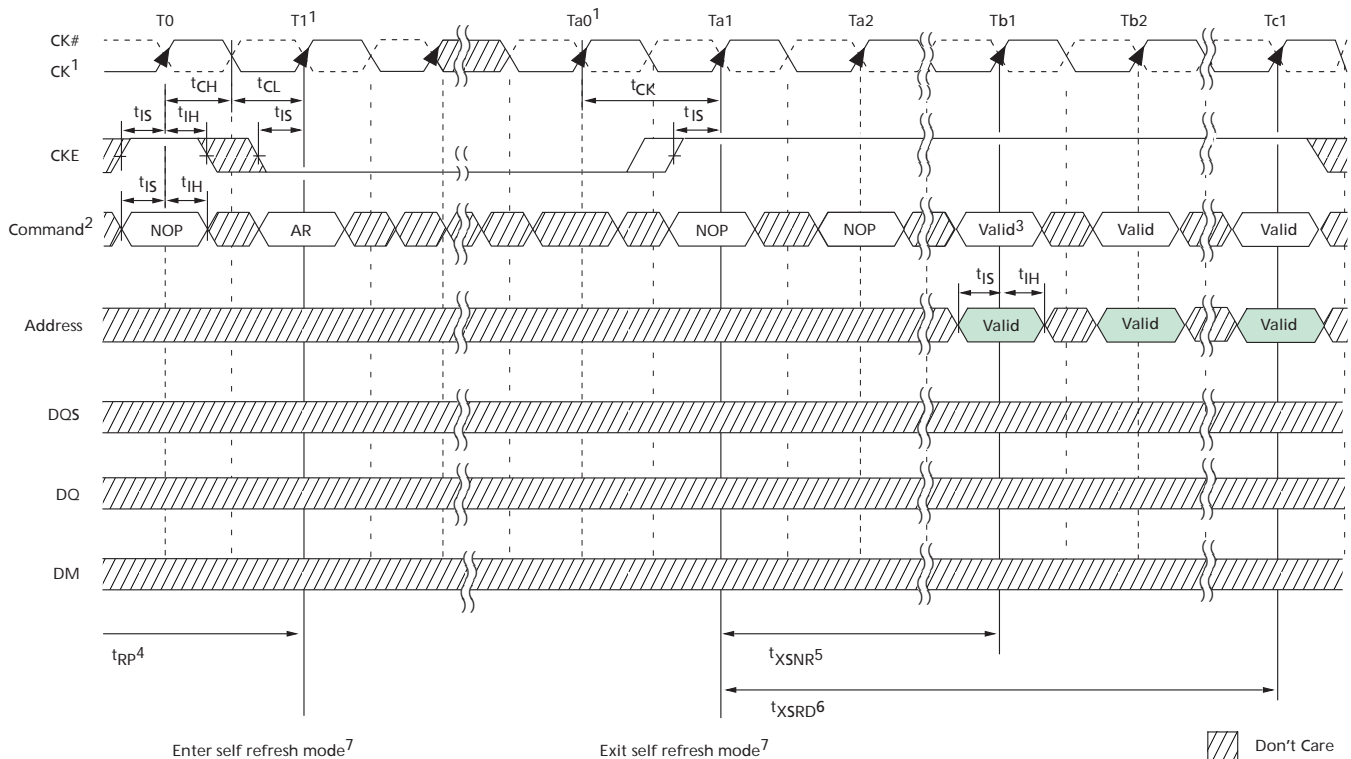 T0 T1¹ Ta0¹ Ta1 Ta2 Tb1 Tb2 Tc1
CK#
CK¹
tCH tCL tCK
tIS tIH tIS tIS
CKE
tIS tIH
Command² NOP AR NOP NOP Valid³ Valid Valid
tIS tIH
Address Valid Valid Valid
DQS
DQ
DM
tRP⁴ tXSNR⁵
tXSRD⁶
Enter self refresh mode⁷ Exit self refresh mode⁷ Don't Care